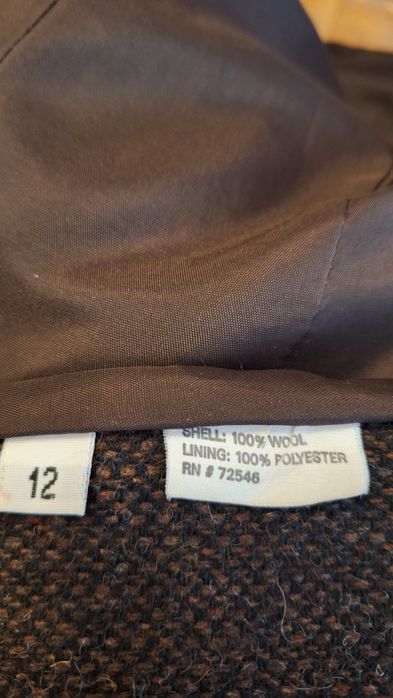 12
SHELL: 100% WOOL
LINING: 100% POLYESTER
RN # 72546